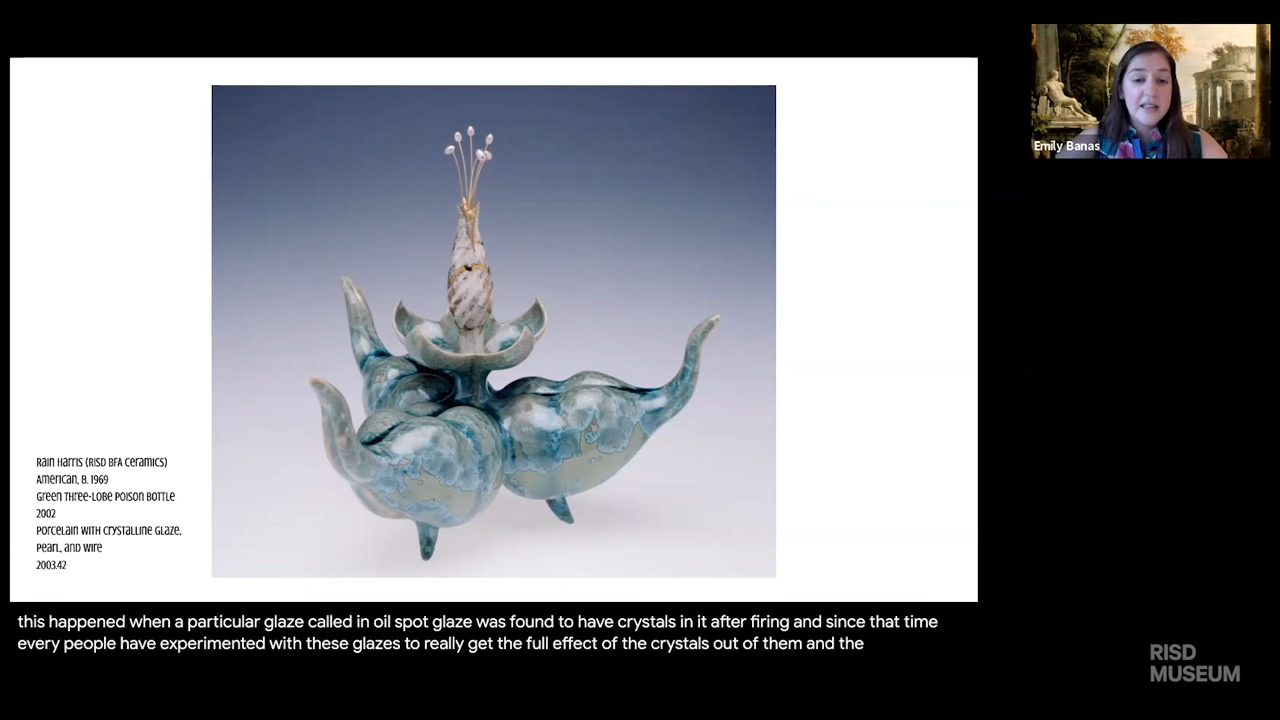 Emily Banas
Rain Harris (RISD BFA Ceramics)
American, B. 1969
Green Three-Lobe Poison Bottle
2002
Porcelain with crystalline glaze,
pearl, and wire
2003.42
this happened when a particular glaze called in oil spot glaze was found to have crystals in it after firing and since that time
every people have experimented with these glazes to really get the full effect of the crystals out of them and the
RISD
MUSEUM